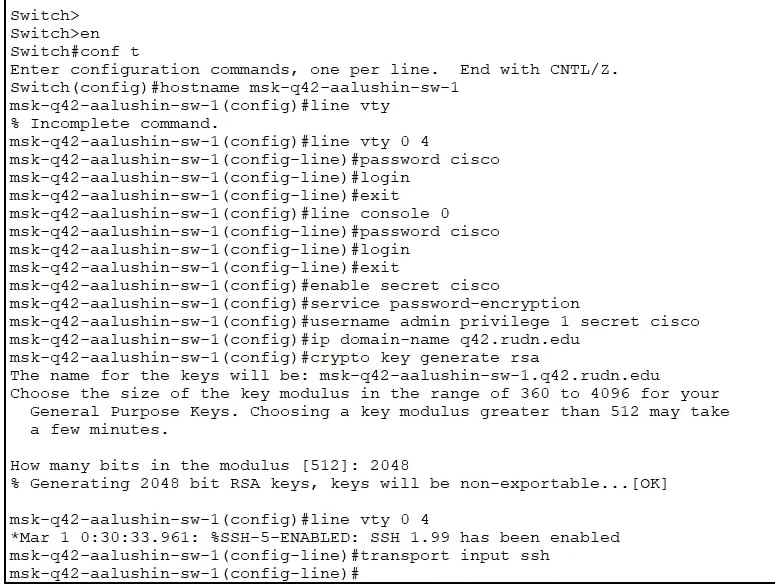 Switch>
Switch>en
Switch#conf t
Enter configuration commands, one per line.  End with CNTL/Z.
Switch(config)#hostname msk-q42-aalushin-sw-1
msk-q42-aalushin-sw-1(config)#line vty
% Incomplete command.
msk-q42-aalushin-sw-1(config)#line vty 0 4
msk-q42-aalushin-sw-1(config-line)#password cisco
msk-q42-aalushin-sw-1(config-line)#login
msk-q42-aalushin-sw-1(config-line)#exit
msk-q42-aalushin-sw-1(config)#line console 0
msk-q42-aalushin-sw-1(config-line)#password cisco
msk-q42-aalushin-sw-1(config-line)#login
msk-q42-aalushin-sw-1(config-line)#exit
msk-q42-aalushin-sw-1(config)#enable secret cisco
msk-q42-aalushin-sw-1(config)#service password-encryption
msk-q42-aalushin-sw-1(config)#username admin privilege 1 secret cisco
msk-q42-aalushin-sw-1(config)#ip domain-name q42.rudn.edu
msk-q42-aalushin-sw-1(config)#crypto key generate rsa
The name for the keys will be: msk-q42-aalushin-sw-1.q42.rudn.edu
Choose the size of the key modulus in the range of 360 to 4096 for your
  General Purpose Keys. Choosing a key modulus greater than 512 may take
  a few minutes.

How many bits in the modulus [512]: 2048
% Generating 2048 bit RSA keys, keys will be non-exportable...[OK]

msk-q42-aalushin-sw-1(config)#line vty 0 4
*Mar 1 0:30:33.961: %SSH-5-ENABLED: SSH 1.99 has been enabled
msk-q42-aalushin-sw-1(config-line)#transport input ssh
msk-q42-aalushin-sw-1(config-line)#